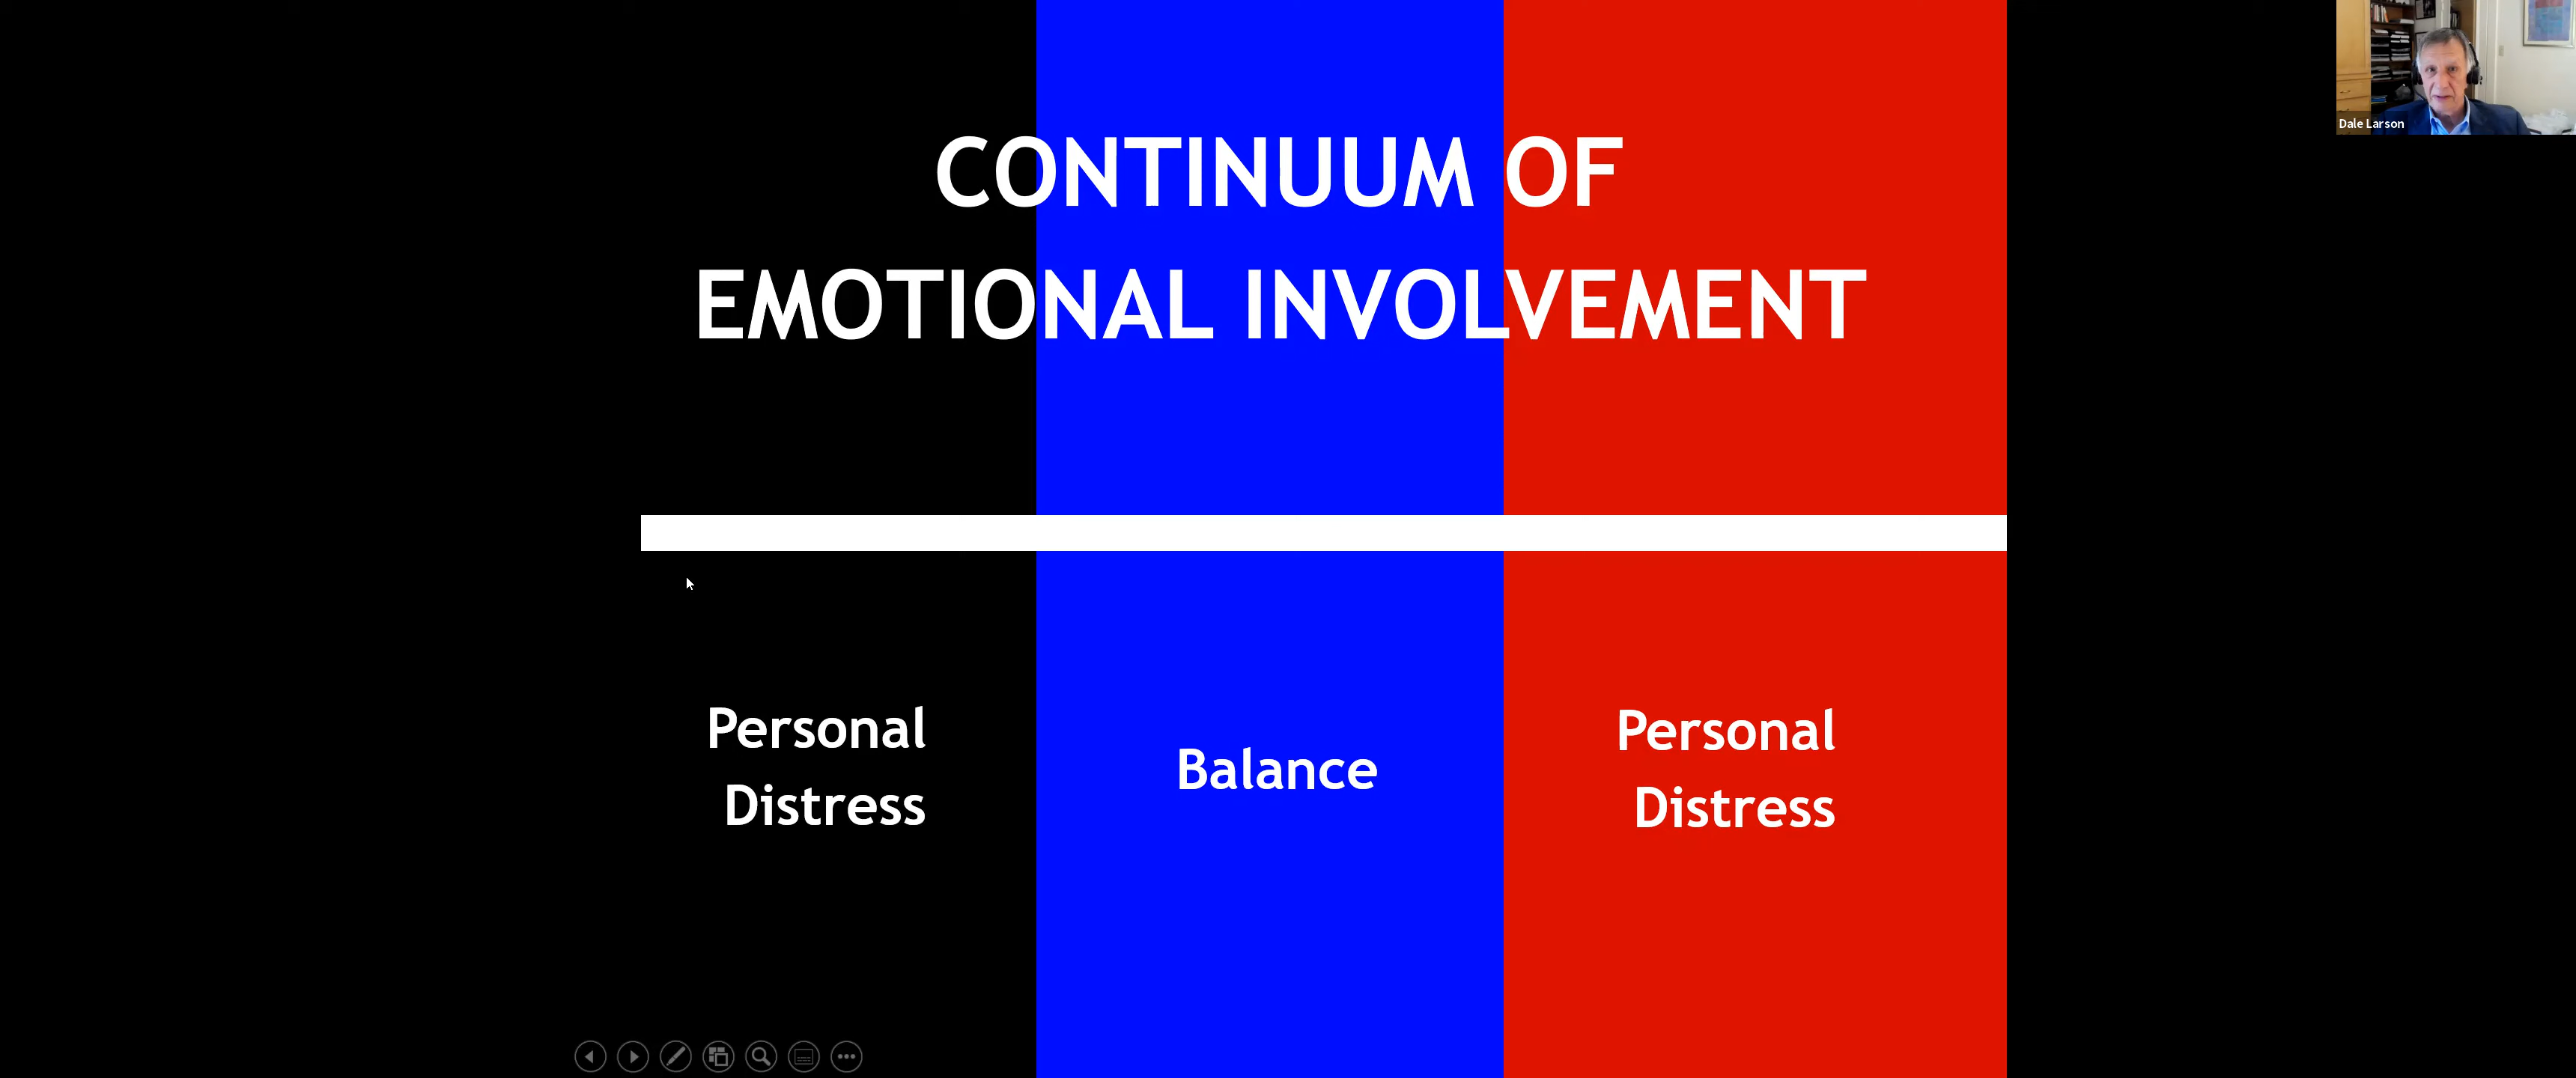 CONTINUUM OF
EMOTIONAL INVOLVEMENT
Dale Larson
Personal
Distress
Balance
Personal
Distress